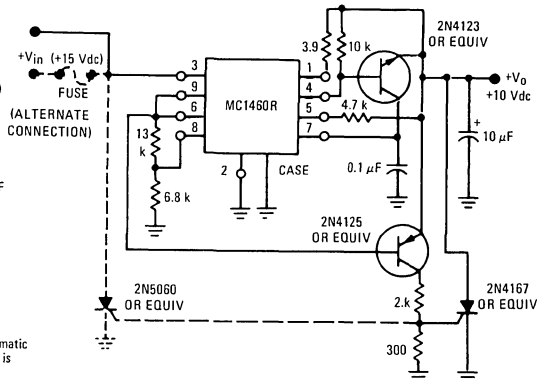 2N4123
OR EQUIV
+Vin (+15 Vdc)
FUSE
(ALTERNATE
CONNECTION)
3
9
6
8
13
k
6.8 k
MC1460R
2
CASE
1
4
5
7
3.9
10 k
4.7 k
0.1 µF
+Vo
+10 Vdc
+
10 µF
)
F
2N4125
OR EQUIV
2N5060
OR EQUIV
2.k
300
2N4167
OR EQUIV
matic
is